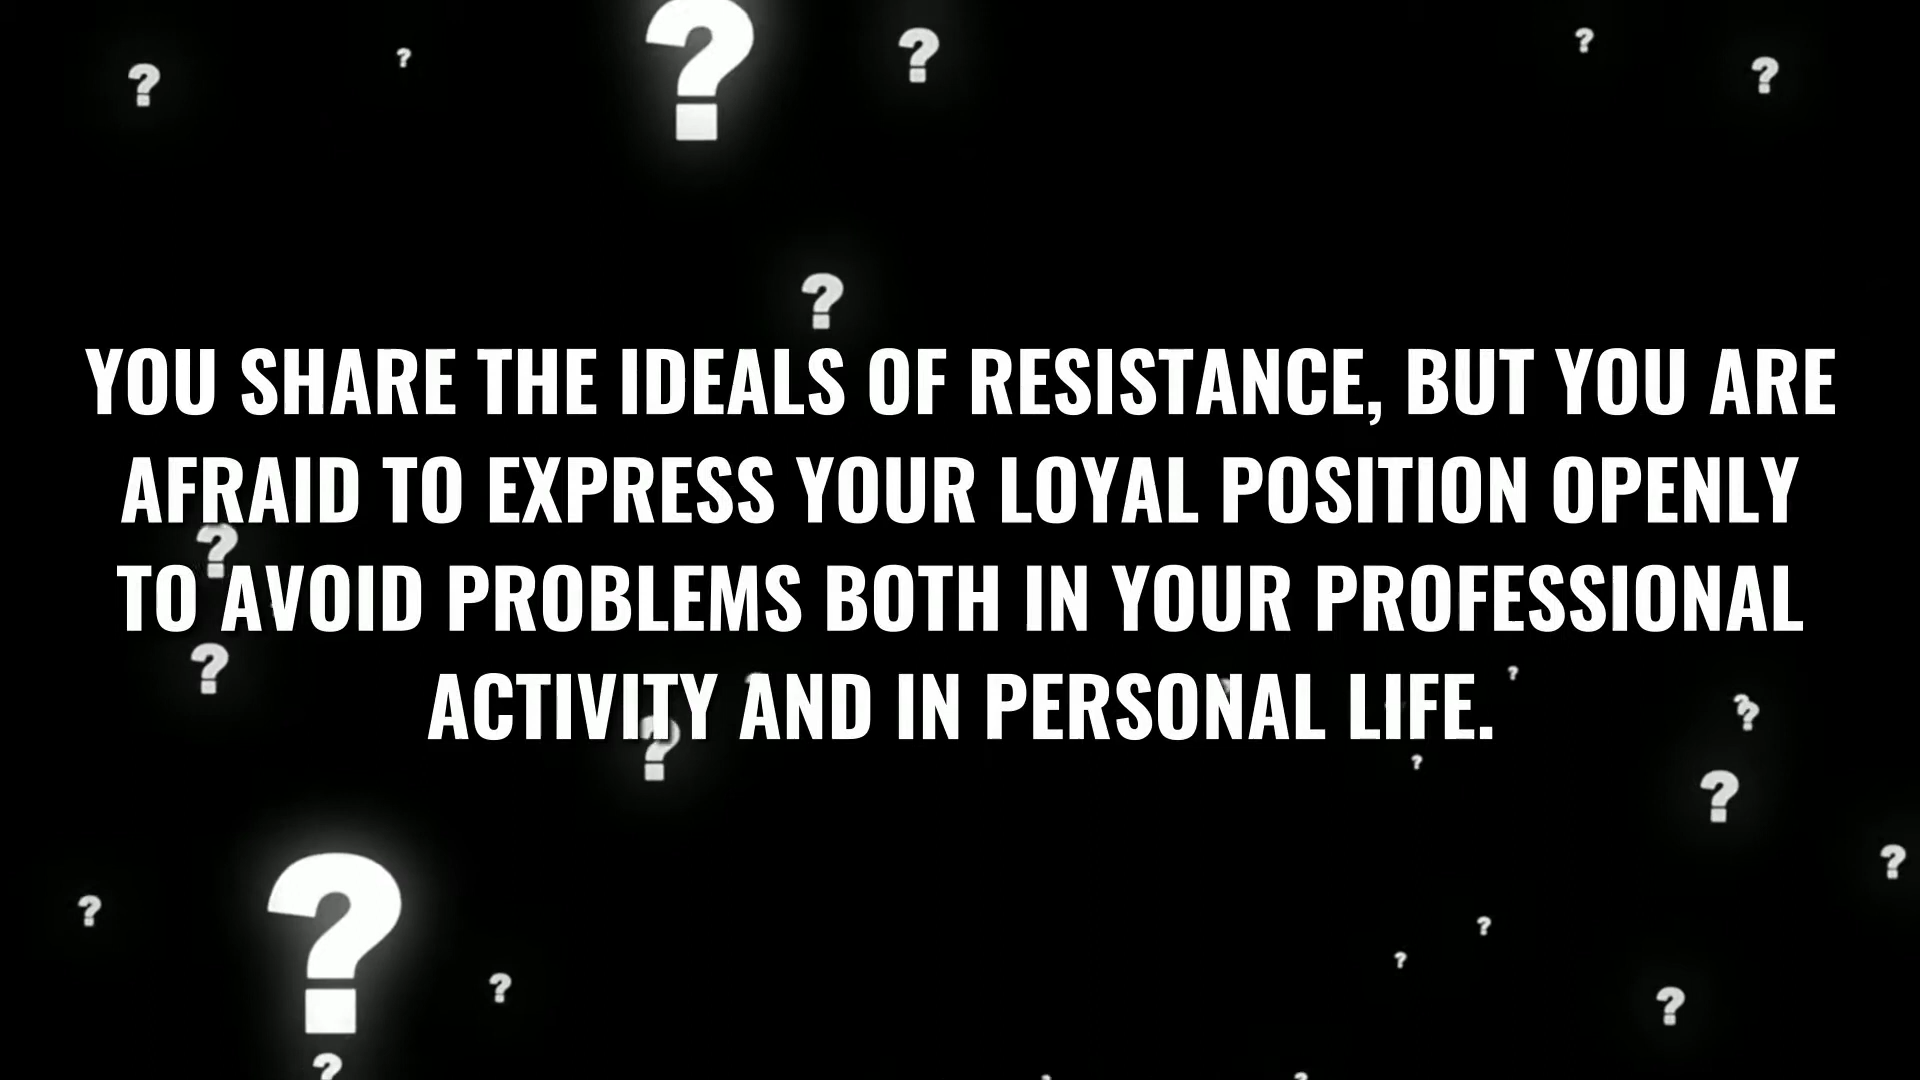 YOU SHARE THE IDEALS OF RESISTANCE, BUT YOU ARE
AFRAID TO EXPRESS YOUR LOYAL POSITION OPENLY
TO AVOID PROBLEMS BOTH IN YOUR PROFESSIONAL
ACTIVITY AND IN PERSONAL LIFE.